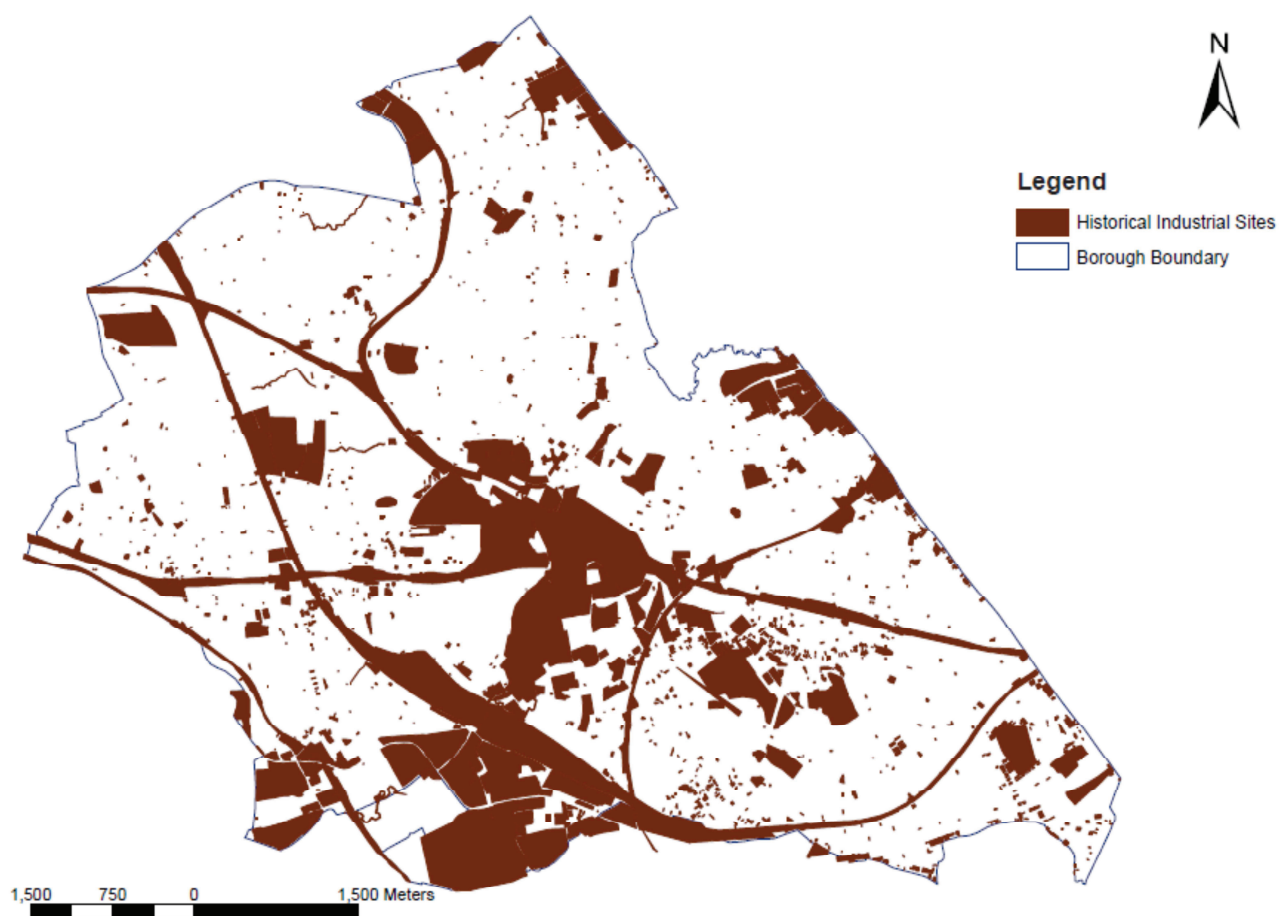 N
Legend
Historical Industrial Sites
Borough Boundary
1,500 750 0 1,500 Meters